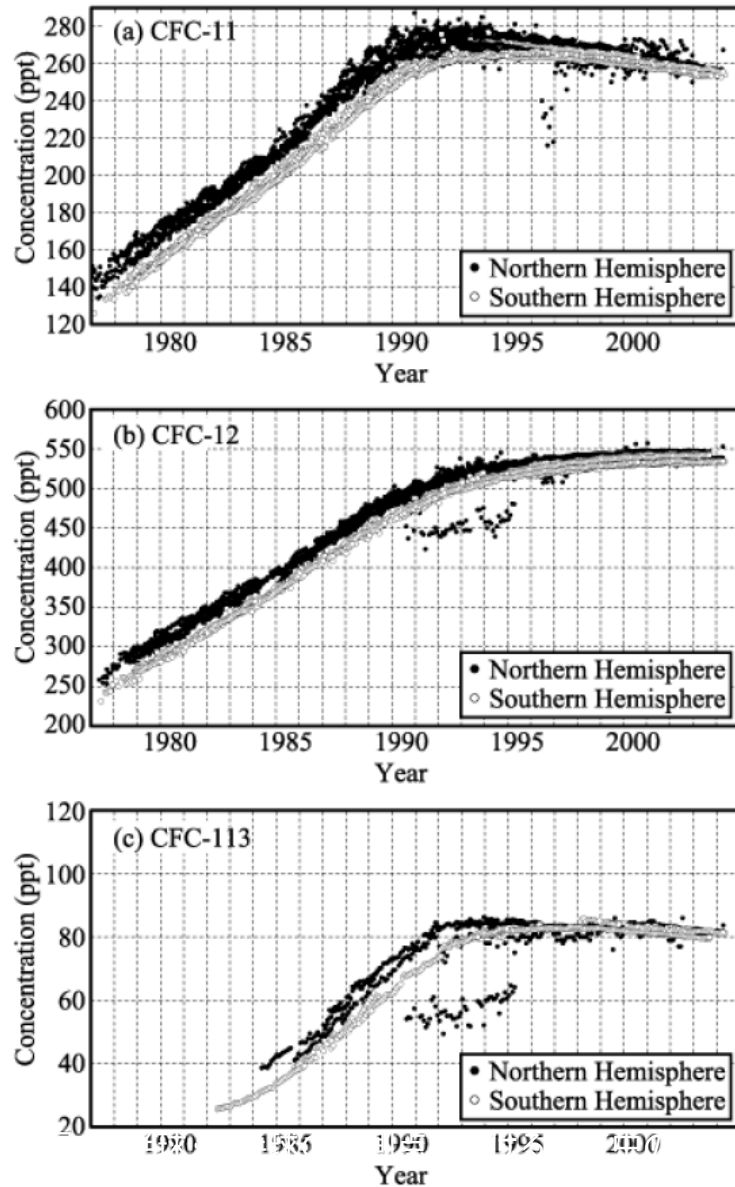 280
(a) CFC-11
260
240
220
200
180
160
140
120
Concentration (ppt)
Northern Hemisphere
Southern Hemisphere
1980 1985 1990 1995 2000
Year
600
(b) CFC-12
550
500
450
400
350
300
250
200
Concentration (ppt)
Northern Hemisphere
Southern Hemisphere
1980 1985 1990 1995 2000
Year
120
(c) CFC-113
100
80
60
40
20
Concentration (ppt)
Northern Hemisphere
Southern Hemisphere
1990
Year